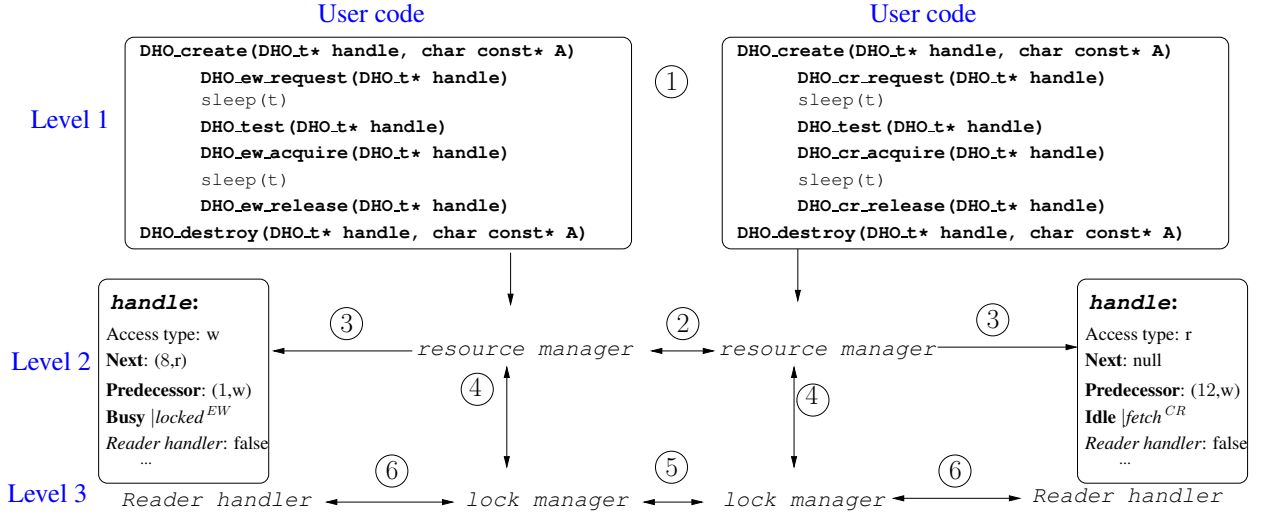 User code
User code
DHO_create(DHO_t* handle, char const* A)
DHO_ew_request(DHO_t* handle)
sleep(t)
DHO_test(DHO_t* handle)
DHO_ew_acquire(DHO_t* handle)
sleep(t)
DHO_ew_release(DHO_t* handle)
DHO_destroy(DHO_t* handle, char const* A)
1
DHO_create(DHO_t* handle, char const* A)
DHO_cr_request(DHO_t* handle)
sleep(t)
DHO_test(DHO_t* handle)
DHO_cr_acquire(DHO_t* handle)
sleep(t)
DHO_cr_release(DHO_t* handle)
DHO_destroy(DHO_t* handle, char const* A)
Level 1
handle:
Access type: w
Next: (8,r)
Predecessor: (1,w)
Busy |locked^EW
Reader handler: false
...
3
2
3
resource manager
resource manager
4
4
handle:
Access type: r
Next: null
Predecessor: (12,w)
Idle |fetch^CR
Reader handler: false
...
Level 2
6
5
6
Level 3
Reader handler
lock manager
lock manager
Reader handler